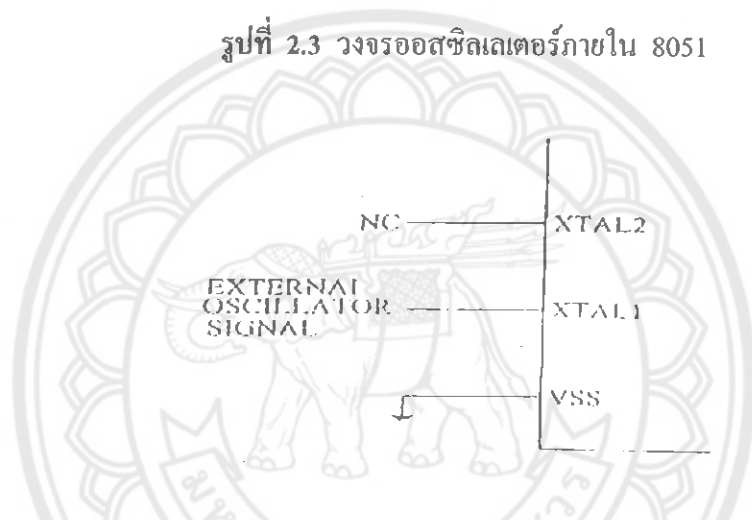 รูปที่ 2.3 วงจรออสซิลเลเตอร์ภายใน 8051
NC
XTAL2
EXTERNAL
OSCILLATOR
SIGNAL
XTAL1
VSS